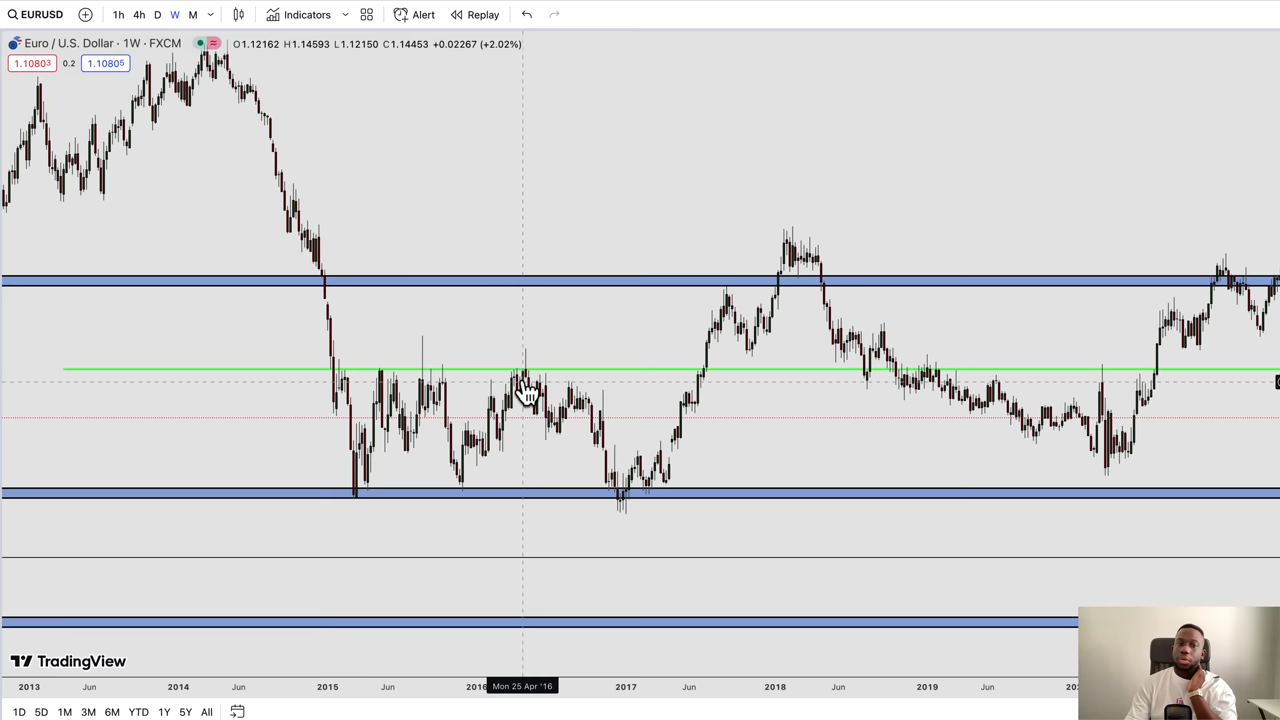 EURUSD 1h 4h D W M Indicators Alert Replay
Euro / U.S. Dollar · 1W · FXCM O1.12162 H1.14593 L1.12150 C1.14453 +0.02267 (+2.02%)
1.10803 0.2 1.10805
TradingView
2013 Jun 2014 Jun 2015 Jun 2016 Mon 25 Apr '16 2017 Jun 2018 Jun 2019 Jun
1D 5D 1M 3M 6M YTD 1Y 5Y All